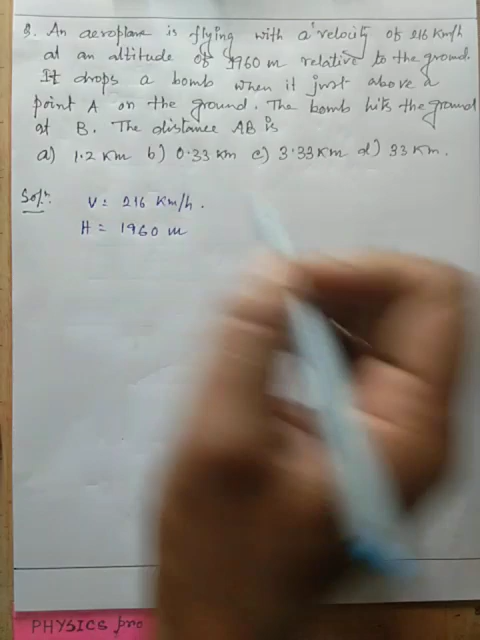 Q. An aeroplane is flying with a velocity of 216 Km/h
at an altitude of 1960 m relative to the ground.
It drops a bomb when it just above a
point A on the ground. The bomb hits the ground
at B. The distance AB is
a) 1.2 Km b) 0.33 Km c) 3.33 Km d) 33 Km.
Solⁿ: V = 216 Km/h.
H = 1960 m
PHYSICS pro